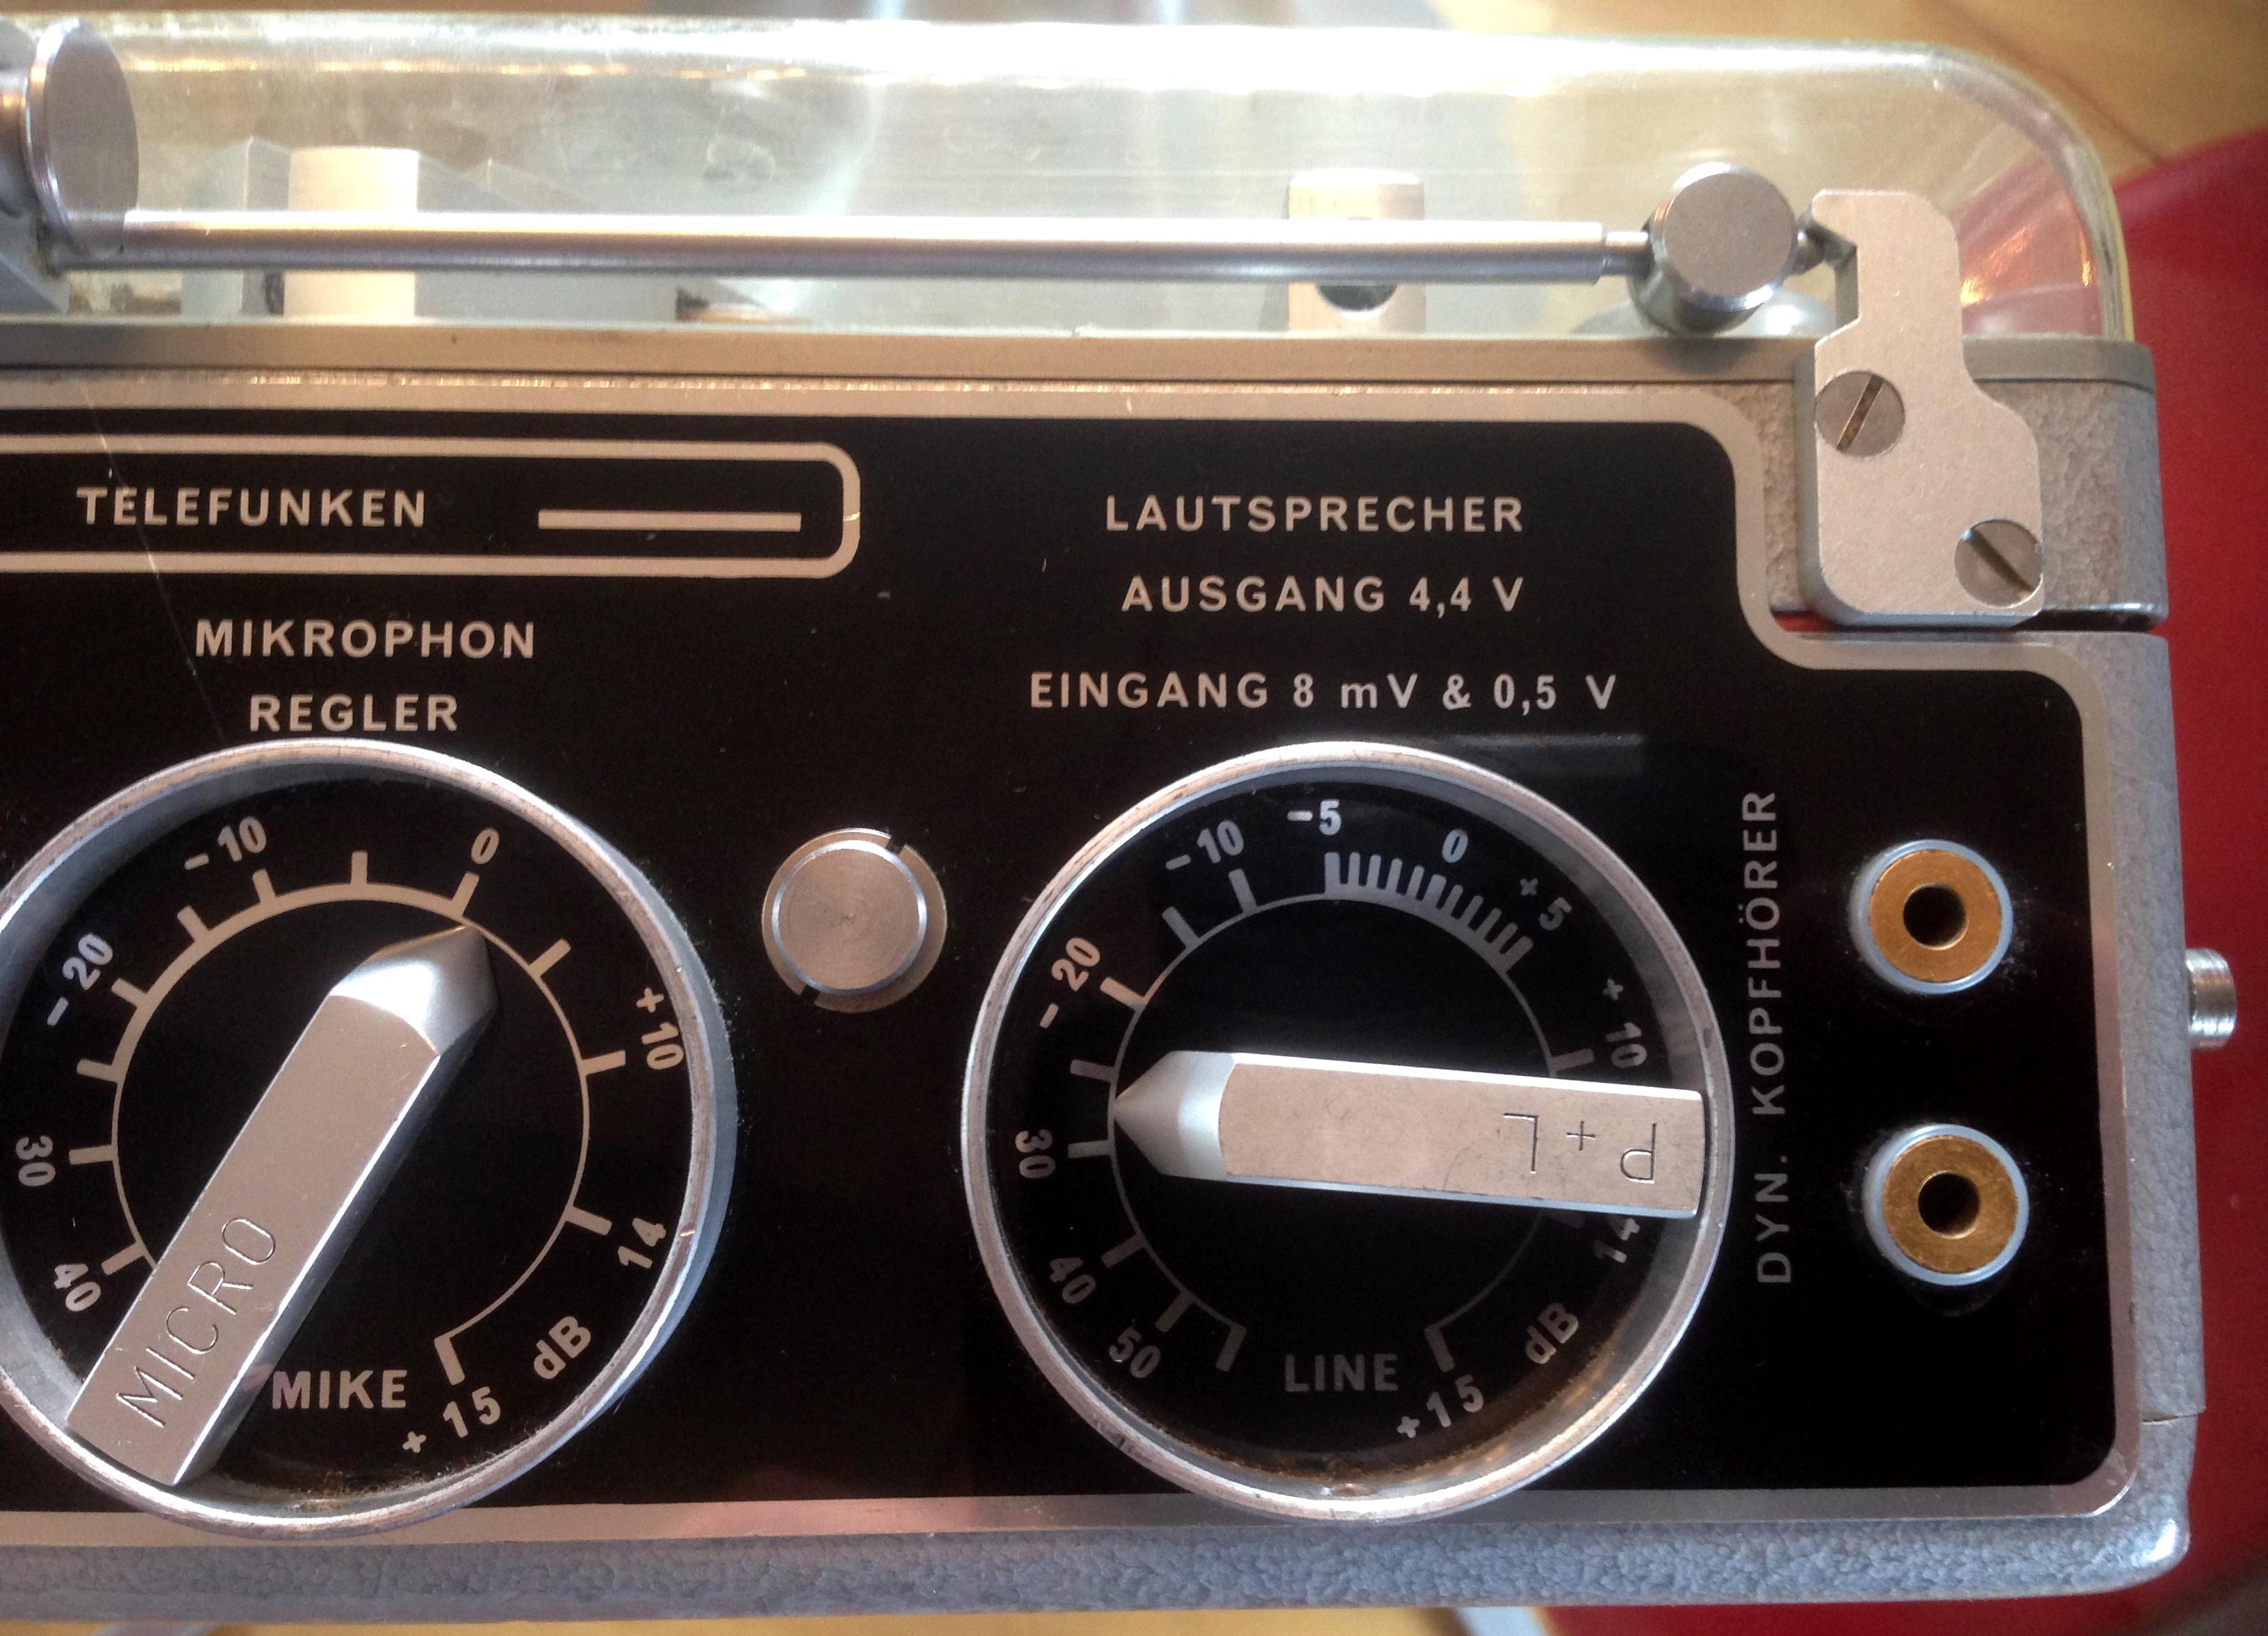 TELEFUNKEN
MIKROPHON
REGLER
- 20
- 10
0
+ 10
14
+ 15
dB
30
40
MICRO
MIKE
LAUTSPRECHER
AUSGANG 4,4 V
EINGANG 8 mV & 0,5 V
- 20
- 10
- 5
0
+ 5
+ 10
14
+ 15
dB
30
40
50
P + L
LINE
DYN. KOPFHÖRER